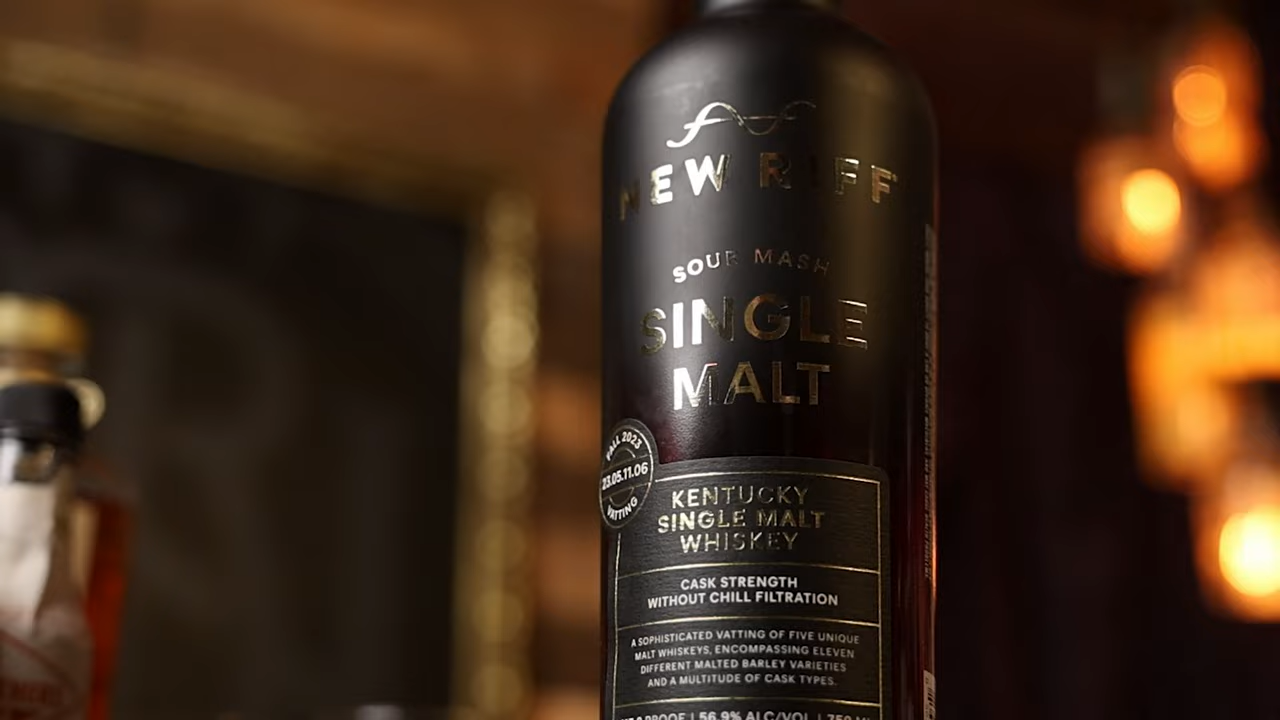 NEW RIFF
SOUR MASH
SINGLE
MALT
FALL 2023
23.05.11.06
VATTING
KENTUCKY
SINGLE MALT
WHISKEY
CASK STRENGTH
WITHOUT CHILL FILTRATION
A SOPHISTICATED VATTING OF FIVE UNIQUE
MALT WHISKEYS, ENCOMPASSING ELEVEN
DIFFERENT MALTED BARLEY VARIETIES
AND A MULTITUDE OF CASK TYPES.
PROOF | 56.9% ALC/VOL | 750